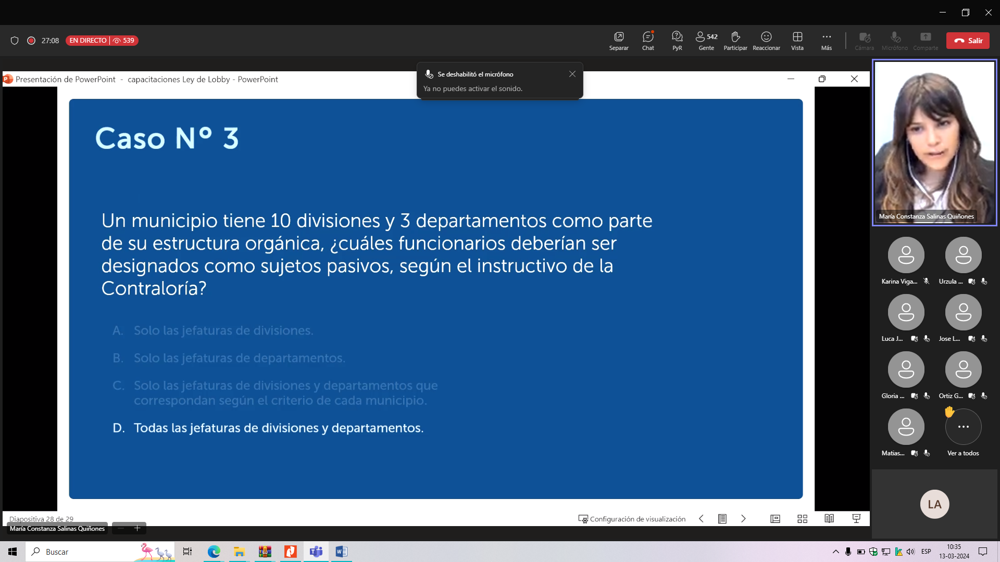 27:08
EN DIRECTO | 539
Separar
Chat
PyR
542
Gente
Participar
Reaccionar
Vista
Más
Cámara
Micrófono
Comparte
Salir
Presentación de PowerPoint - capacitaciones Ley de Lobby - PowerPoint
Se deshabilitó el micrófono
Ya no puedes activar el sonido.
Caso Nº 3
Un municipio tiene 10 divisiones y 3 departamentos como parte
de su estructura orgánica, ¿cuáles funcionarios deberían ser
designados como sujetos pasivos, según el instructivo de la
Contraloría?
A. Solo las jefaturas de divisiones.
B. Solo las jefaturas de departamentos.
C. Solo las jefaturas de divisiones y departamentos que
correspondan según el criterio de cada municipio.
D. Todas las jefaturas de divisiones y departamentos.
María Constanza Salinas Quiñones
Karina Viga...
Urzula ...
Luca J...
Jose L...
Gloria ...
Ortiz G...
Matias...
Ver a todos
LA
Diapositiva 28 de 29
Configuración de visualización
María Constanza Salinas Quiñones
Buscar
ESP
10:35
13-03-2024